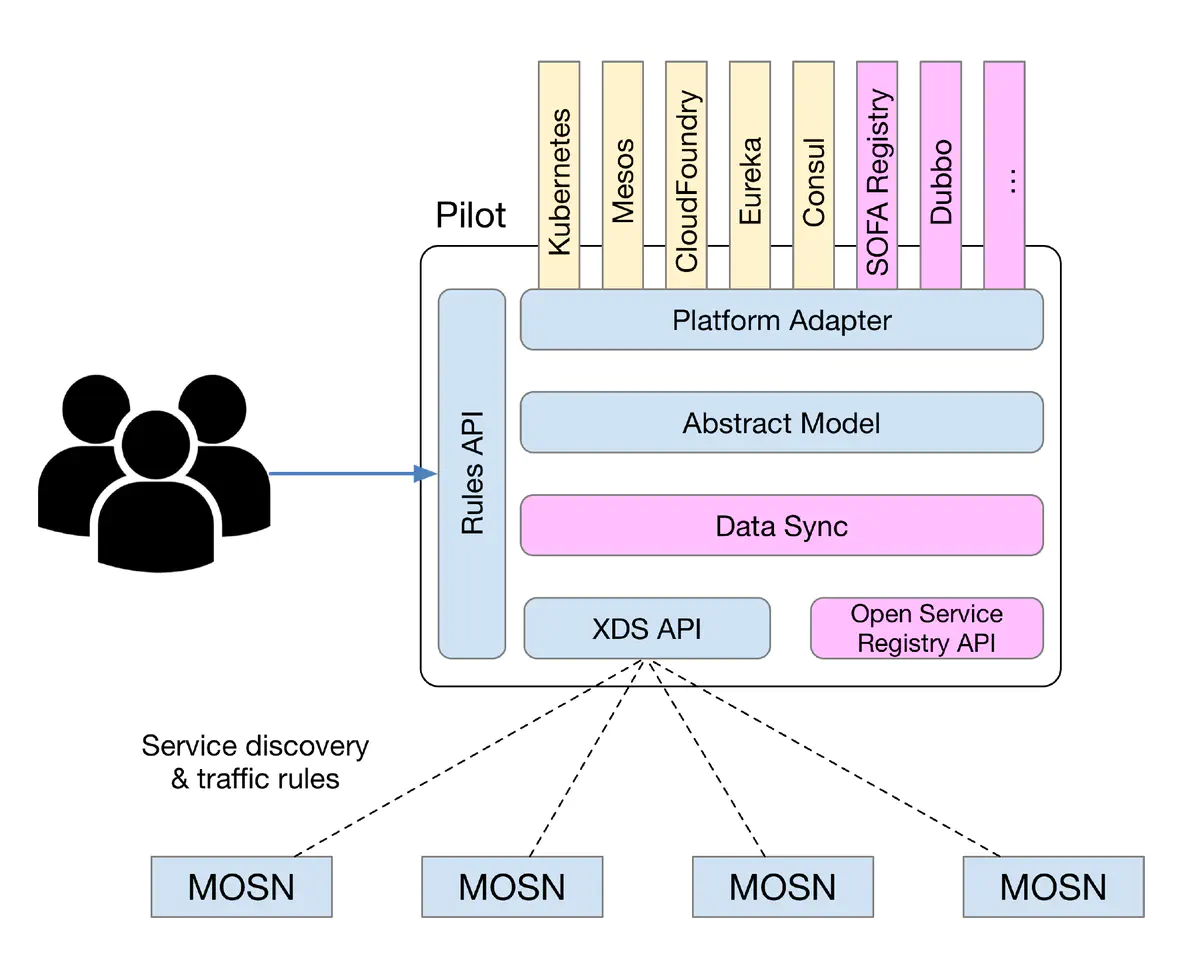 Pilot
Kubernetes
Mesos
CloudFoundry
Eureka
Consul
SOFA Registry
Dubbo
...
Rules API
Platform Adapter
Abstract Model
Data Sync
XDS API
Open Service
Registry API
Service discovery
& traffic rules
MOSN
MOSN
MOSN
MOSN